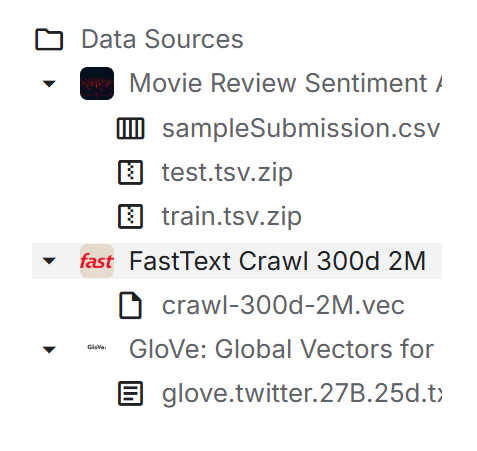 Data Sources
Movie Review Sentiment
sampleSubmission.csv
test.tsv.zip
train.tsv.zip
fast FastText Crawl 300d 2M
crawl-300d-2M.vec
GloVe: GloVe: Global Vectors for
glove.twitter.27B.25d.tx